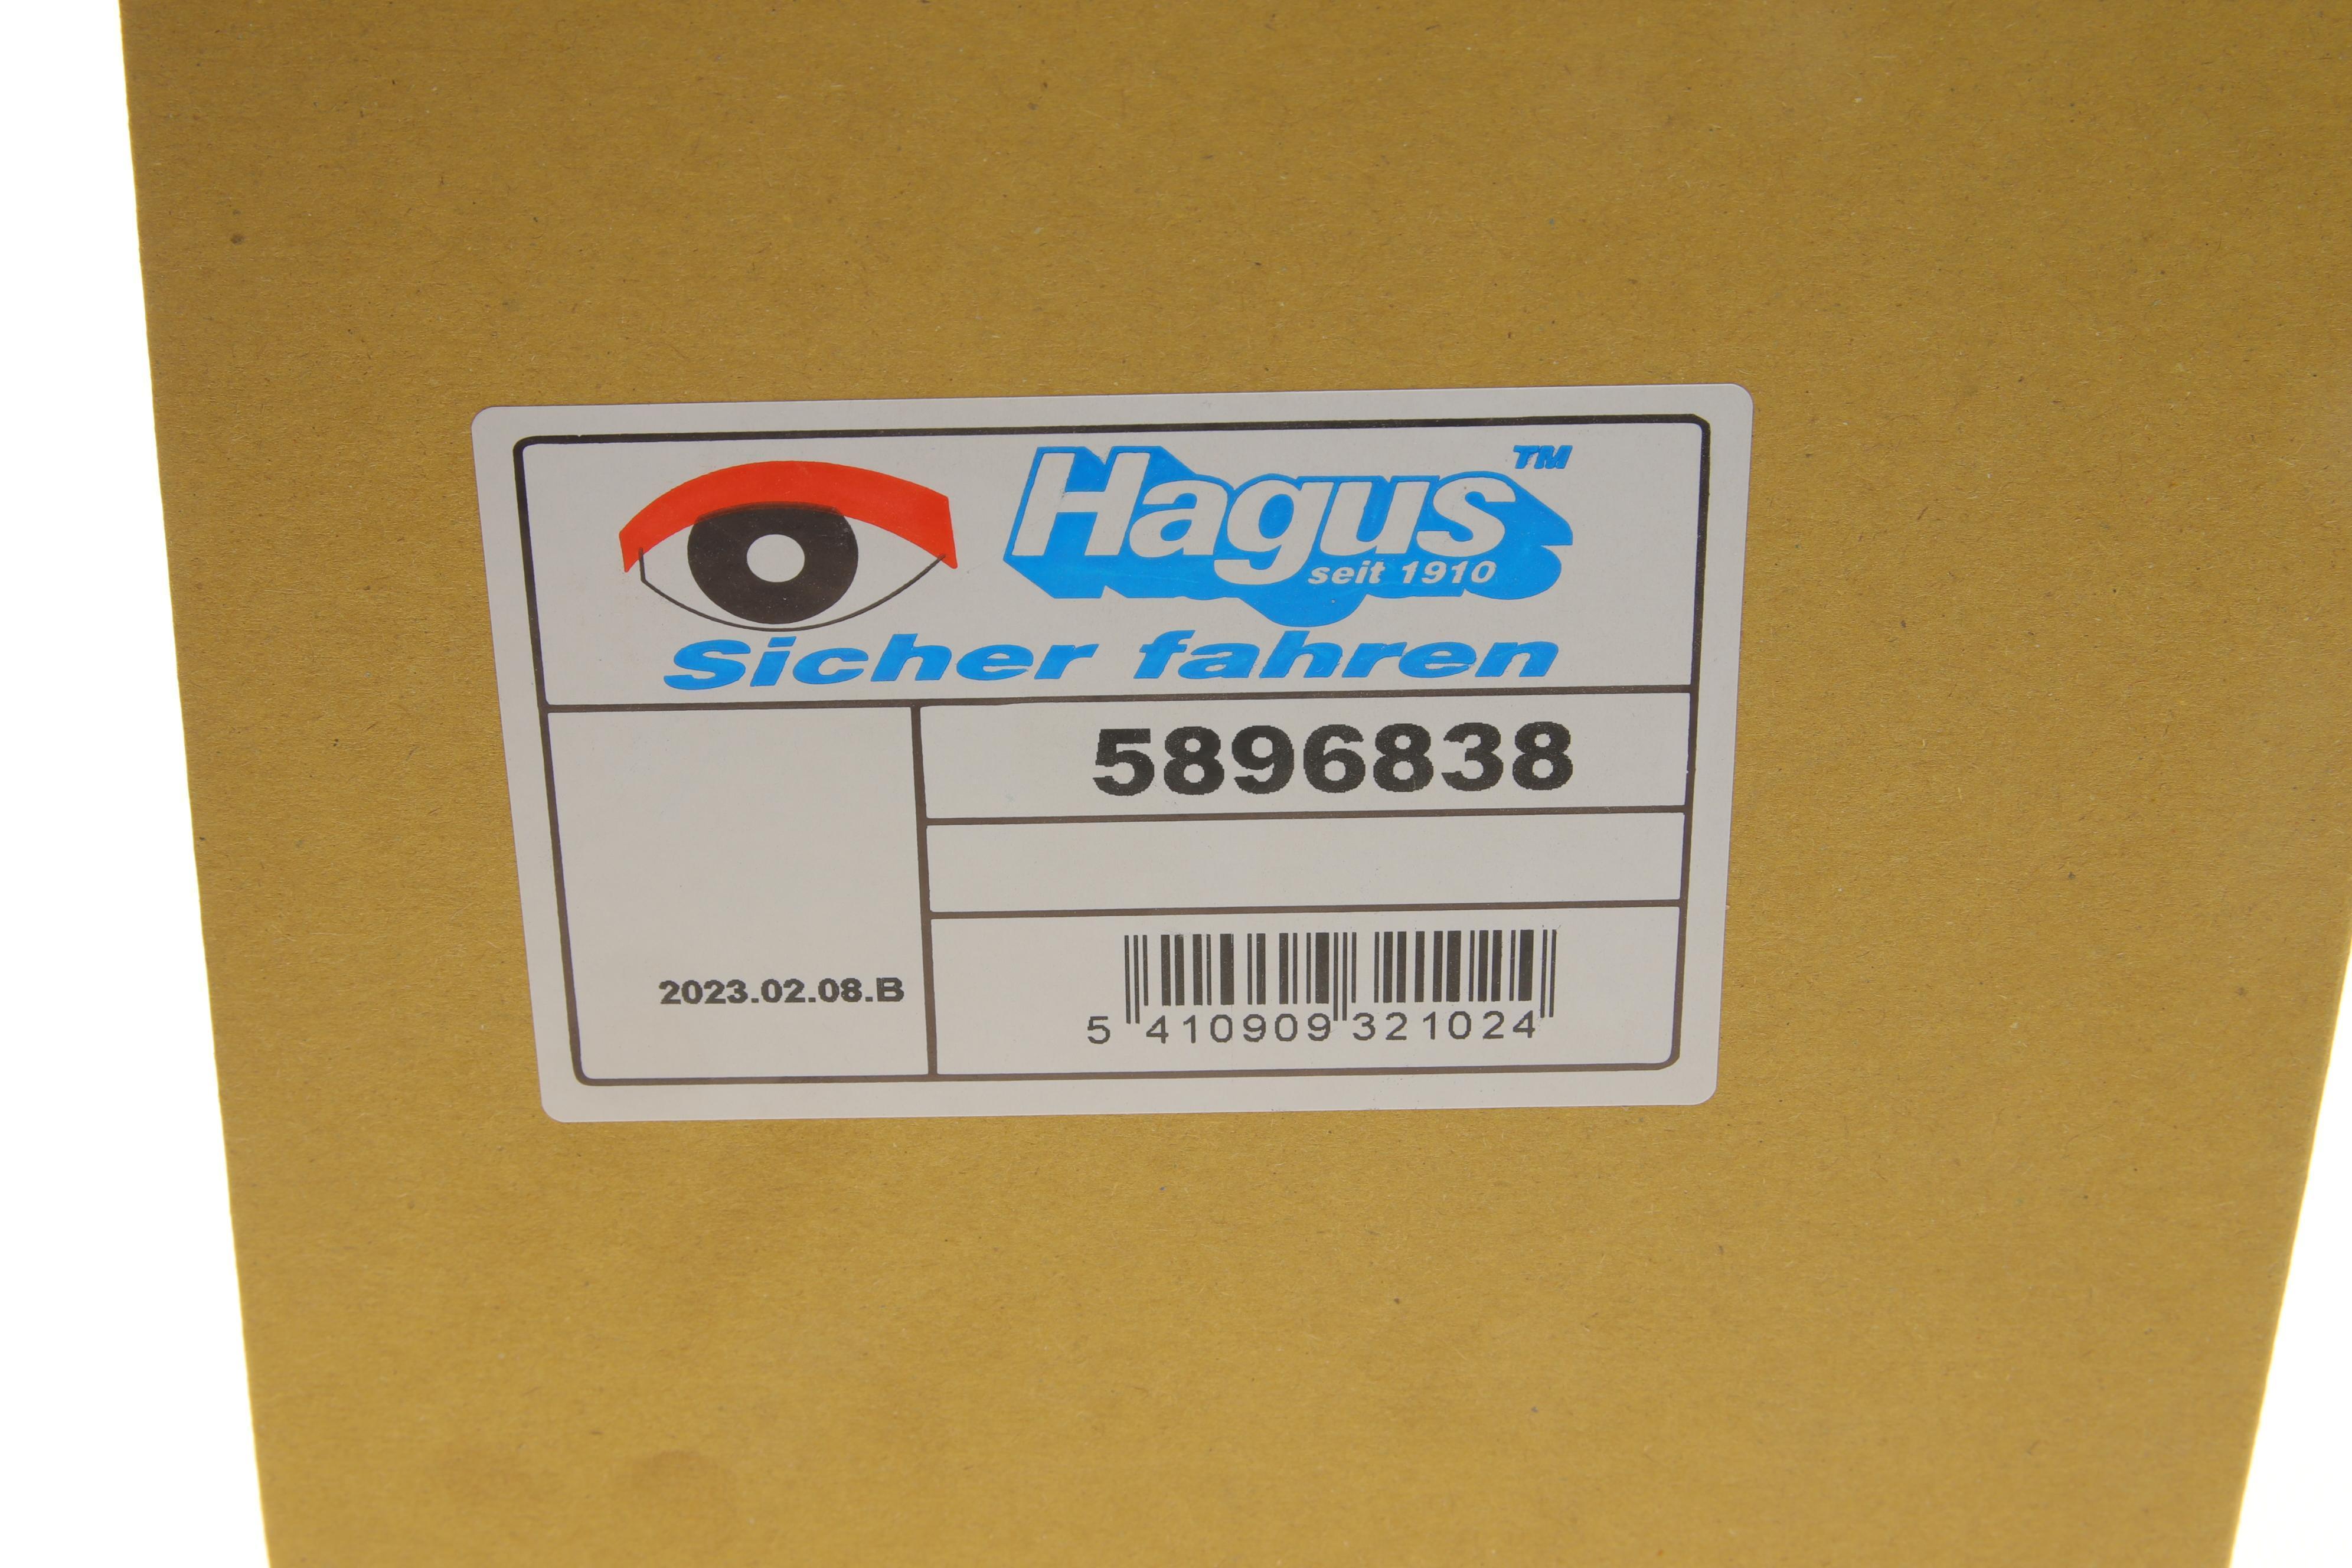 Hagus™
seit 1910
Sicher fahren
5896838
2023.02.08.B
5 410909 321024